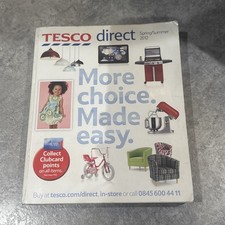 TESCO direct
Spring/Summer
2012
More
choice.
Made
easy.
Collect
Clubcard
points
on all items.
Buy at tesco.com/direct, in-store or call 0845 600 44 11